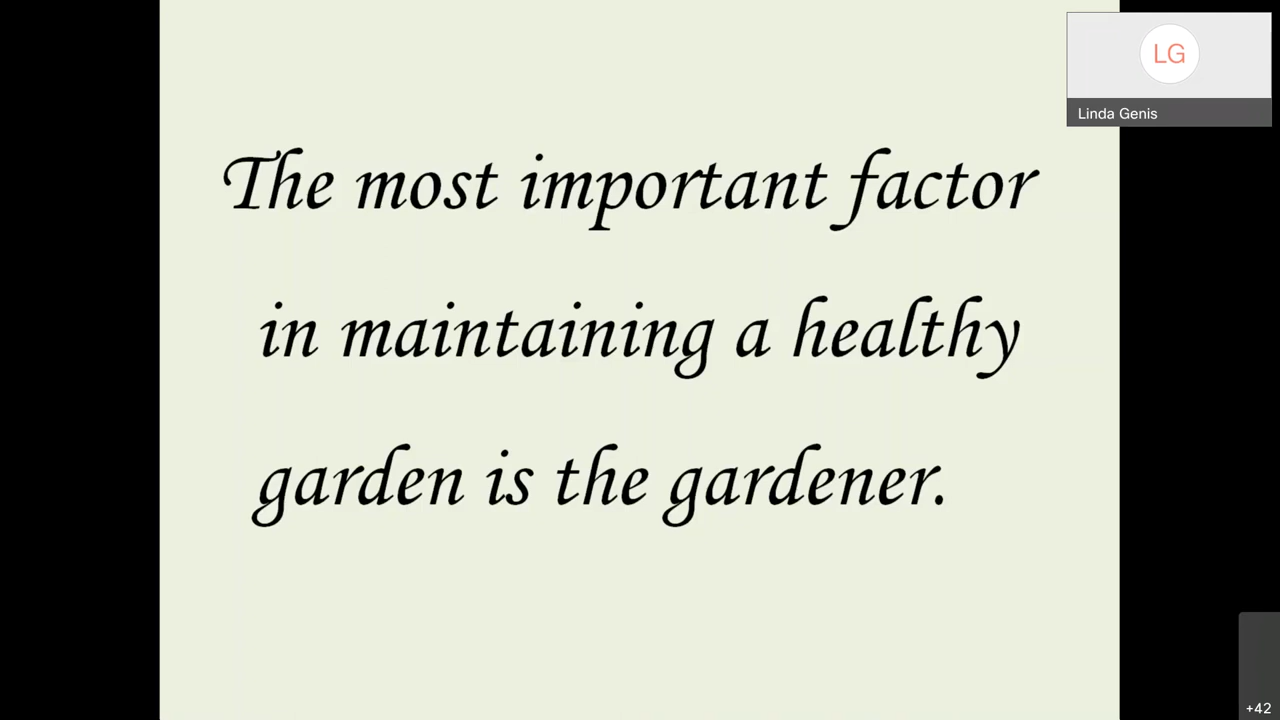 LG
Linda Genis
The most important factor
in maintaining a healthy
garden is the gardener.
+42